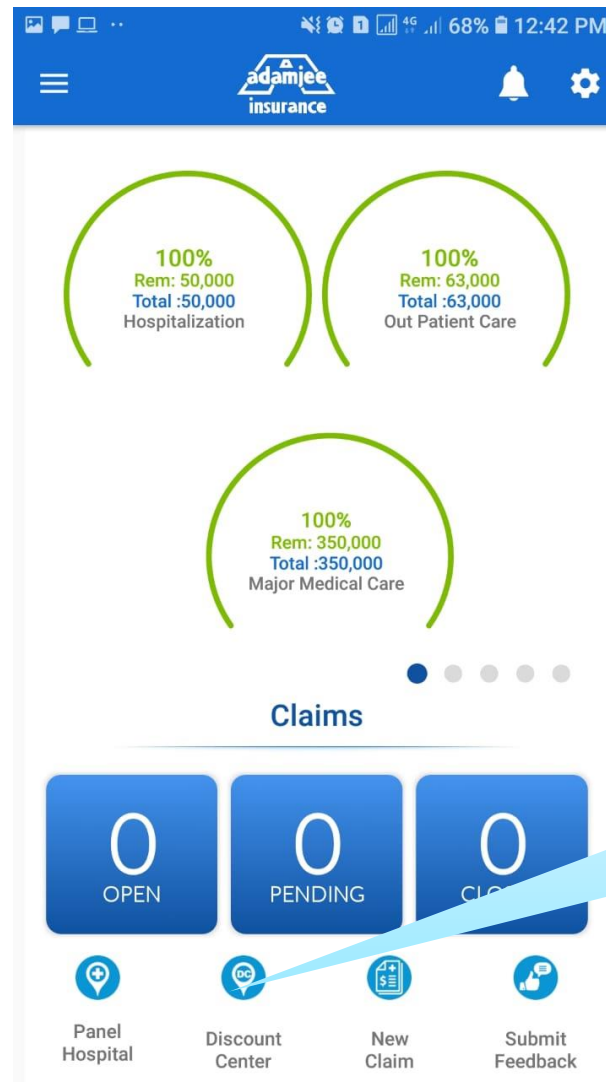 4G 68% 12:42 PM
adamjee
insurance
100%
Rem: 50,000
Total :50,000
Hospitalization
100%
Rem: 63,000
Total :63,000
Out Patient Care
100%
Rem: 350,000
Total :350,000
Major Medical Care
Claims
0
OPEN
0
PENDING
0
DC
Panel
Hospital
Discount
Center
New
Claim
Submit
Feedback